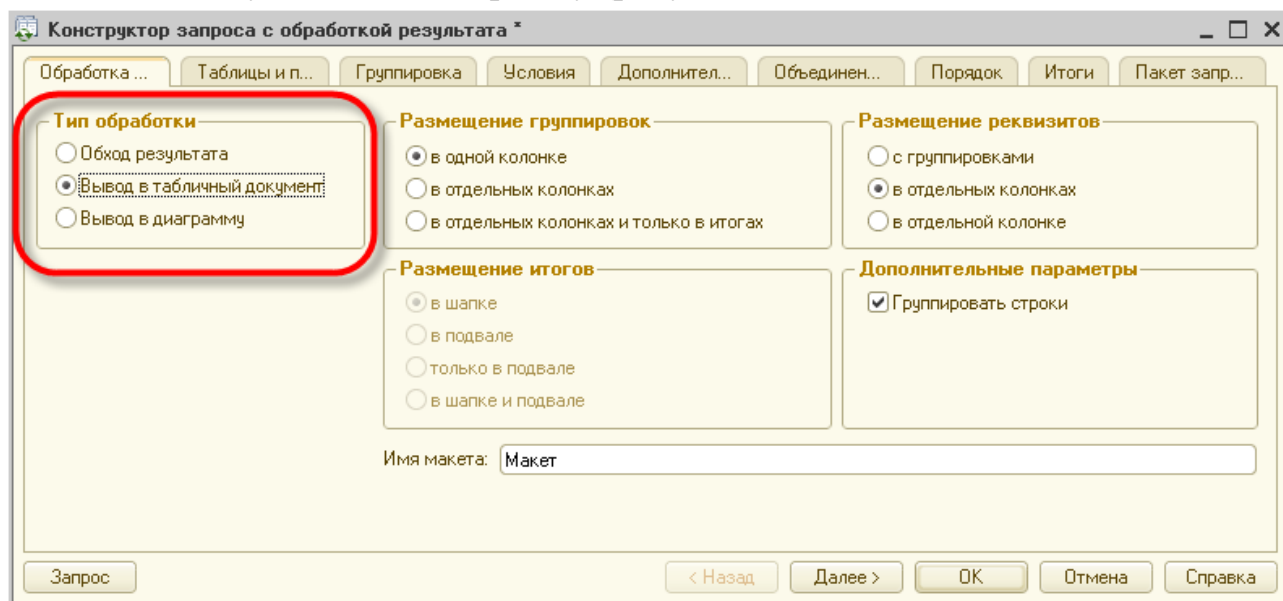 Конструктор запроса с обработкой результата *
Обработка ... Таблицы и п... Группировка Условия Дополнител... Объединен... Порядок Итоги Пакет запр...
Тип обработки
Обход результата
Вывод в табличный документ
Вывод в диаграмму
Размещение группировок
в одной колонке
в отдельных колонках
в отдельных колонках и только в итогах
Размещение реквизитов
с группировками
в отдельных колонках
в отдельной колонке
Размещение итогов
в шапке
в подвале
только в подвале
в шапке и подвале
Дополнительные параметры
Группировать строки
Имя макета: Макет
Запрос < Назад Далее > ОК Отмена Справка